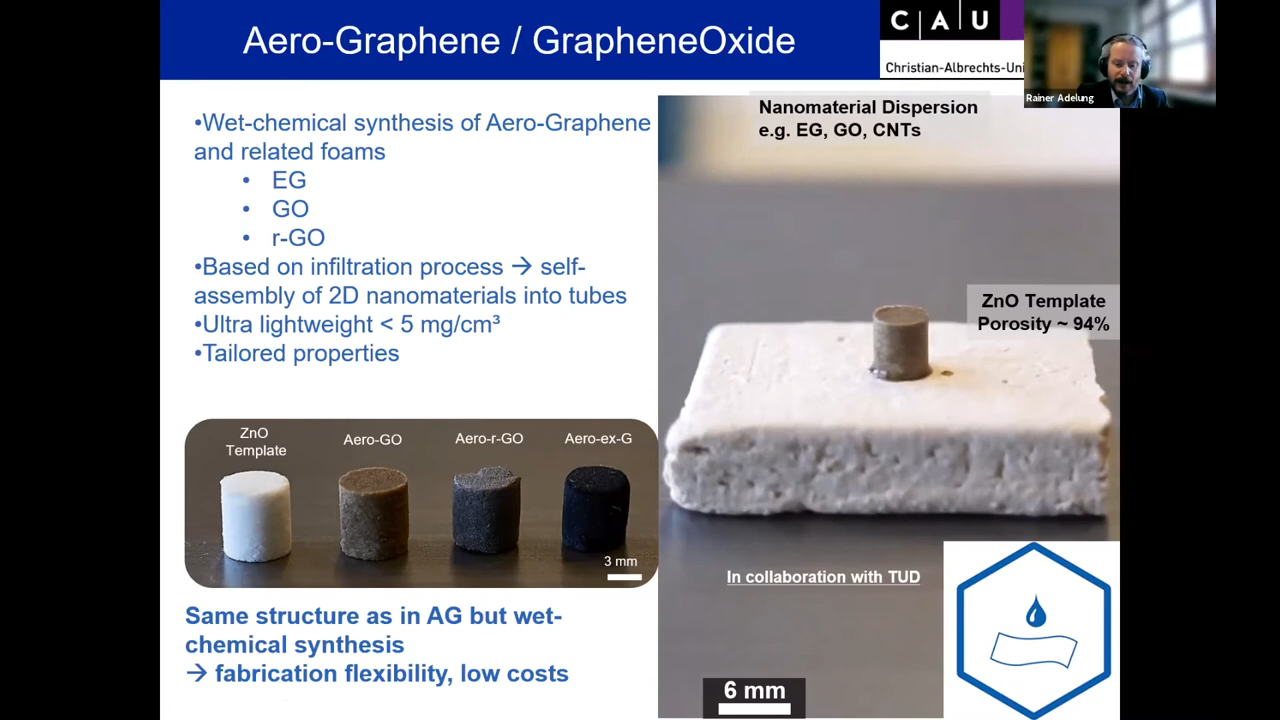 Aero-Graphene / GrapheneOxide
C A U
Christian-Albrechts-Uni
Rainer Adelung
•Wet-chemical synthesis of Aero-Graphene
and related foams
• EG
• GO
• r-GO
•Based on infiltration process → self-
assembly of 2D nanomaterials into tubes
•Ultra lightweight < 5 mg/cm³
•Tailored properties
ZnO
Template
Aero-GO
Aero-r-GO
Aero-ex-G
3 mm
Same structure as in AG but wet-
chemical synthesis
→ fabrication flexibility, low costs
Nanomaterial Dispersion
e.g. EG, GO, CNTs
ZnO Template
Porosity ~ 94%
In collaboration with TUD
6 mm